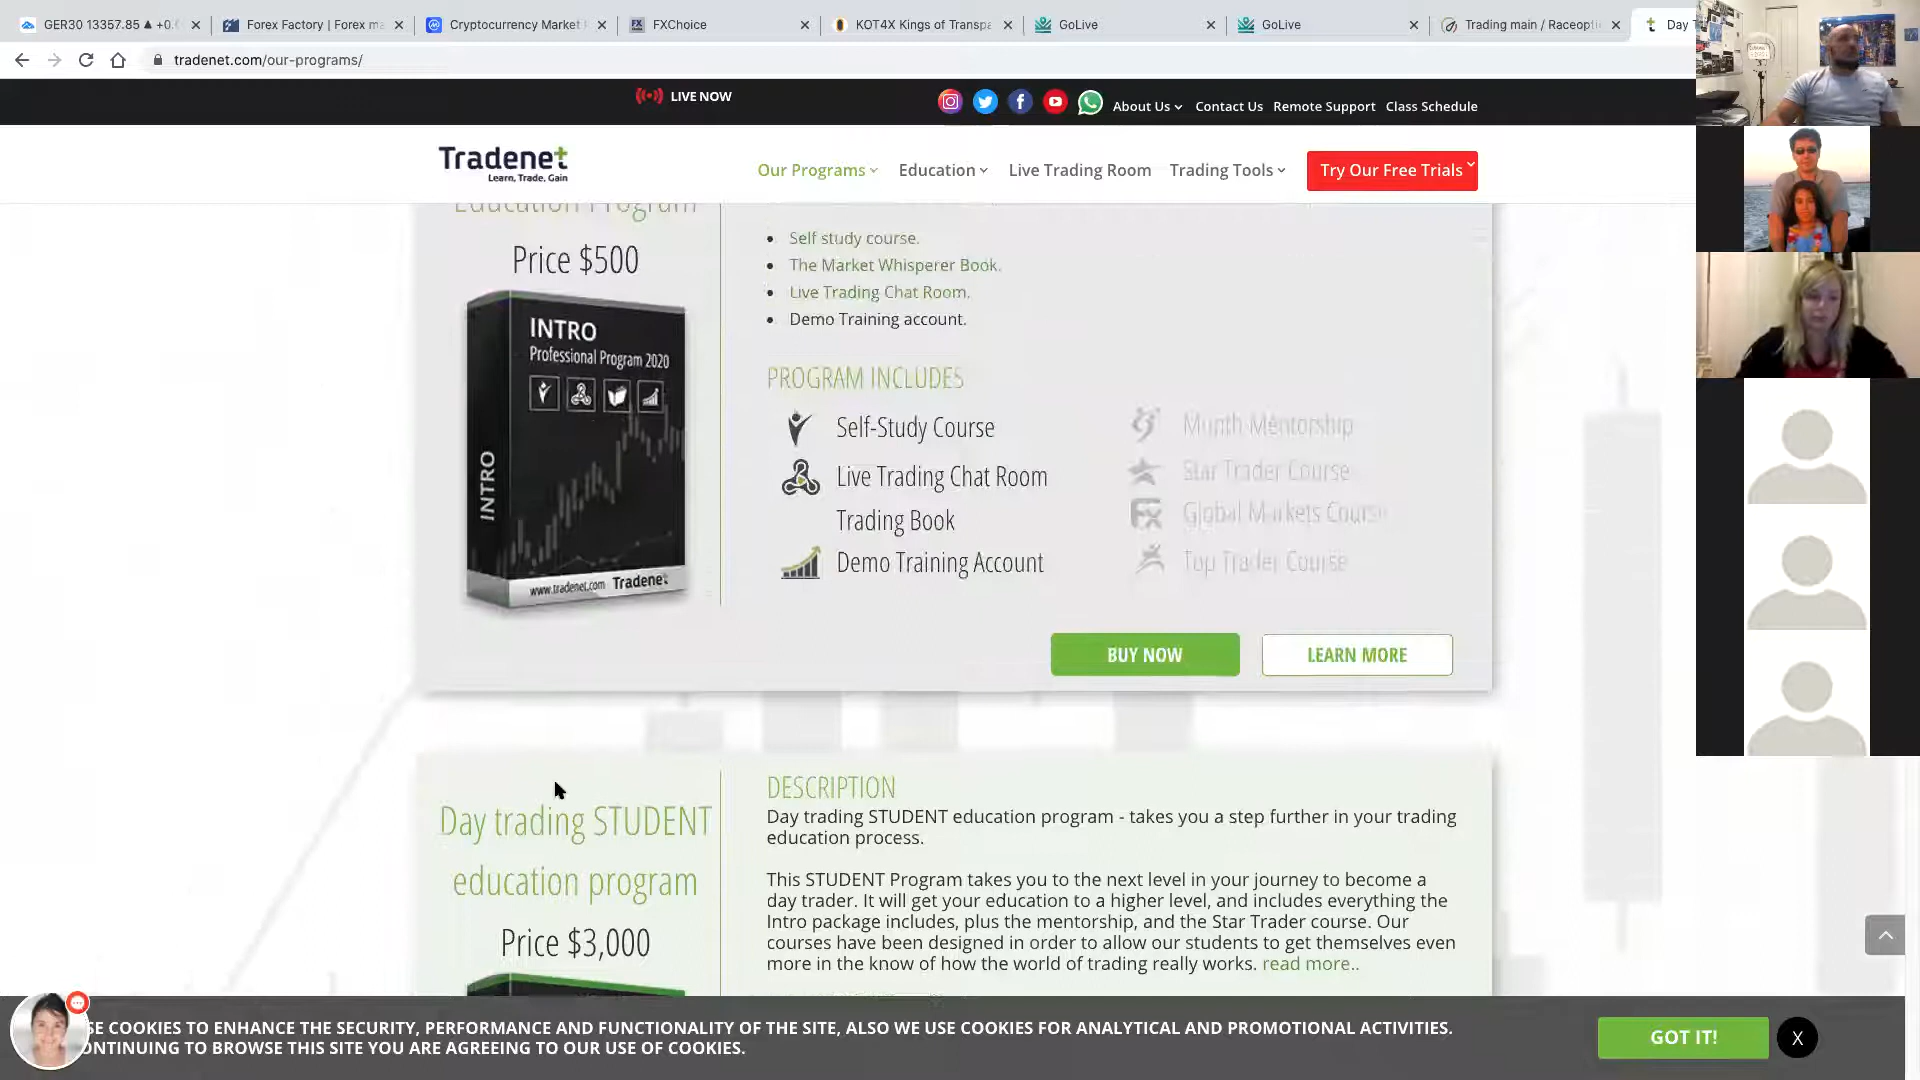 GER30 13357.85 ▲ +0.
Forex Factory | Forex ma
Cryptocurrency Market
FXChoice
KOT4X Kings of Transpa
GoLive
GoLive
Trading main / Raceopti
Day
tradenet.com/our-programs/
LIVE NOW
About Us
Contact Us
Remote Support
Class Schedule
Tradenet
Learn, Trade, Gain
Our Programs
Education
Live Trading Room
Trading Tools
Try Our Free Trials
Education Program
Price $500
INTRO
Professional Program 2020
INTRO
www.tradenet.com Tradenet
Self study course.
The Market Whisperer Book.
Live Trading Chat Room.
Demo Training account.
PROGRAM INCLUDES
Self-Study Course
Live Trading Chat Room
Trading Book
Demo Training Account
Month Mentorship
Star Trader Course
Global Markets Course
Top Trader Course
BUY NOW
LEARN MORE
Day trading STUDENT
education program
Price $3,000
DESCRIPTION
Day trading STUDENT education program - takes you a step further in your trading
education process.
This STUDENT Program takes you to the next level in your journey to become a
day trader. It will get your education to a higher level, and includes everything the
Intro package includes, plus the mentorship, and the Star Trader course. Our
courses have been designed in order to allow our students to get themselves even
more in the know of how the world of trading really works. read more..
SE COOKIES TO ENHANCE THE SECURITY, PERFORMANCE AND FUNCTIONALITY OF THE SITE, ALSO WE USE COOKIES FOR ANALYTICAL AND PROMOTIONAL ACTIVITIES.
ONTINUING TO BROWSE THIS SITE YOU ARE AGREEING TO OUR USE OF COOKIES.
GOT IT!
X